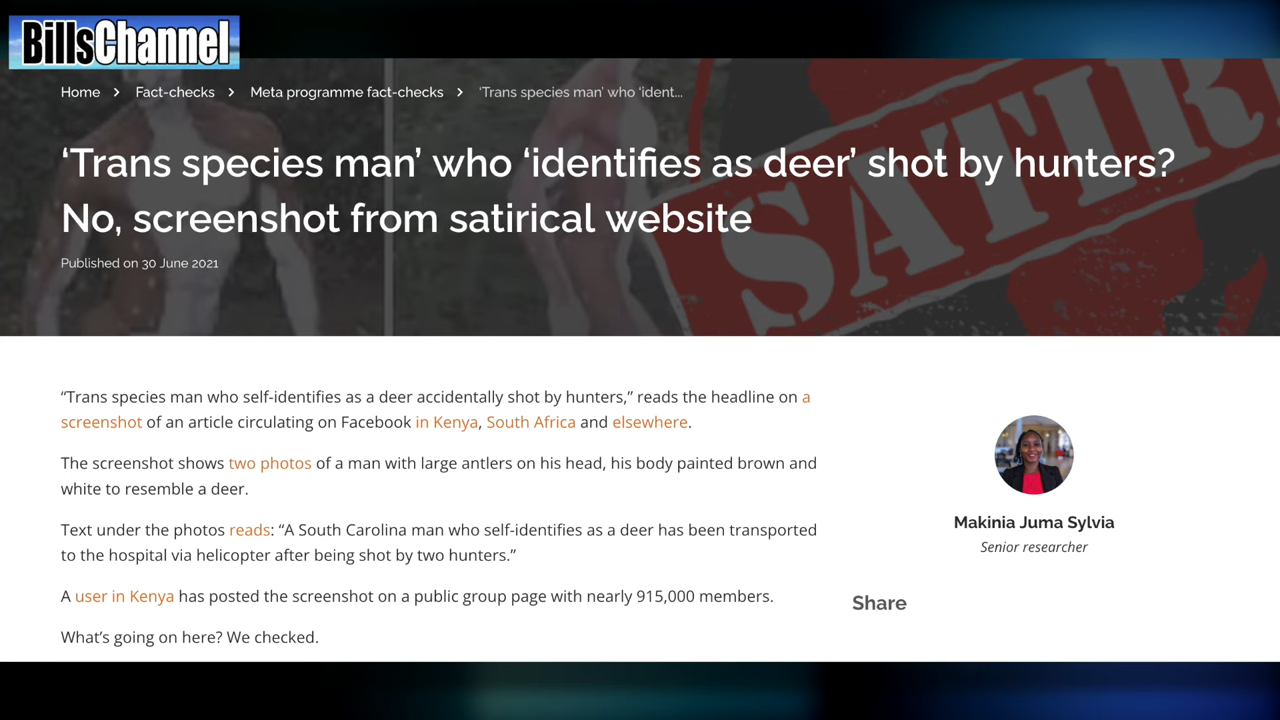 BillsChannel
Home > Fact-checks > Meta programme fact-checks > ‘Trans species man’ who ‘ident...
‘Trans species man’ who ‘identifies as deer’ shot by hunters?
No, screenshot from satirical website
Published on 30 June 2021
SATIR
“Trans species man who self-identifies as a deer accidentally shot by hunters,” reads the headline on a
screenshot of an article circulating on Facebook in Kenya, South Africa and elsewhere.
The screenshot shows two photos of a man with large antlers on his head, his body painted brown and
white to resemble a deer.
Text under the photos reads: “A South Carolina man who self-identifies as a deer has been transported
to the hospital via helicopter after being shot by two hunters.”
A user in Kenya has posted the screenshot on a public group page with nearly 915,000 members.
What’s going on here? We checked.
Makinia Juma Sylvia
Senior researcher
Share